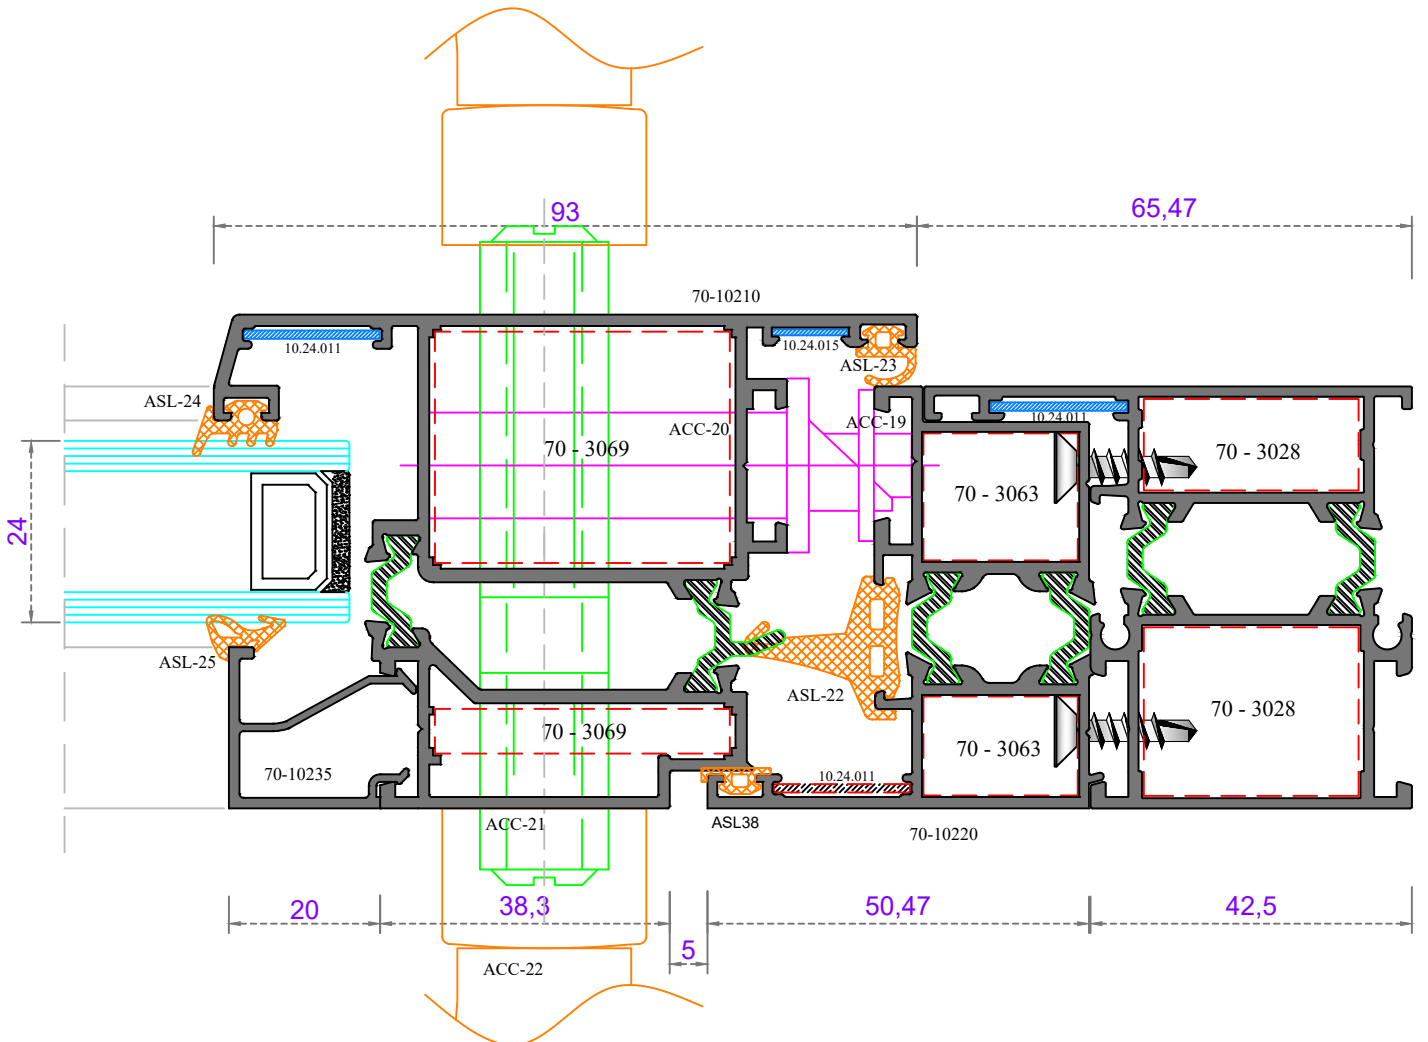 93
65,47
70-10210
10.24.011
10.24.015
ASL-23
ASL-24
ACC-20
ACC-19
10.24.011
70 - 3069
70 - 3028
70 - 3063
24
ASL-25
ASL-22
70 - 3069
70 - 3063
70 - 3028
70-10235
10.24.011
ACC-21
ASL38
70-10220
20
38,3
50,47
42,5
5
ACC-22